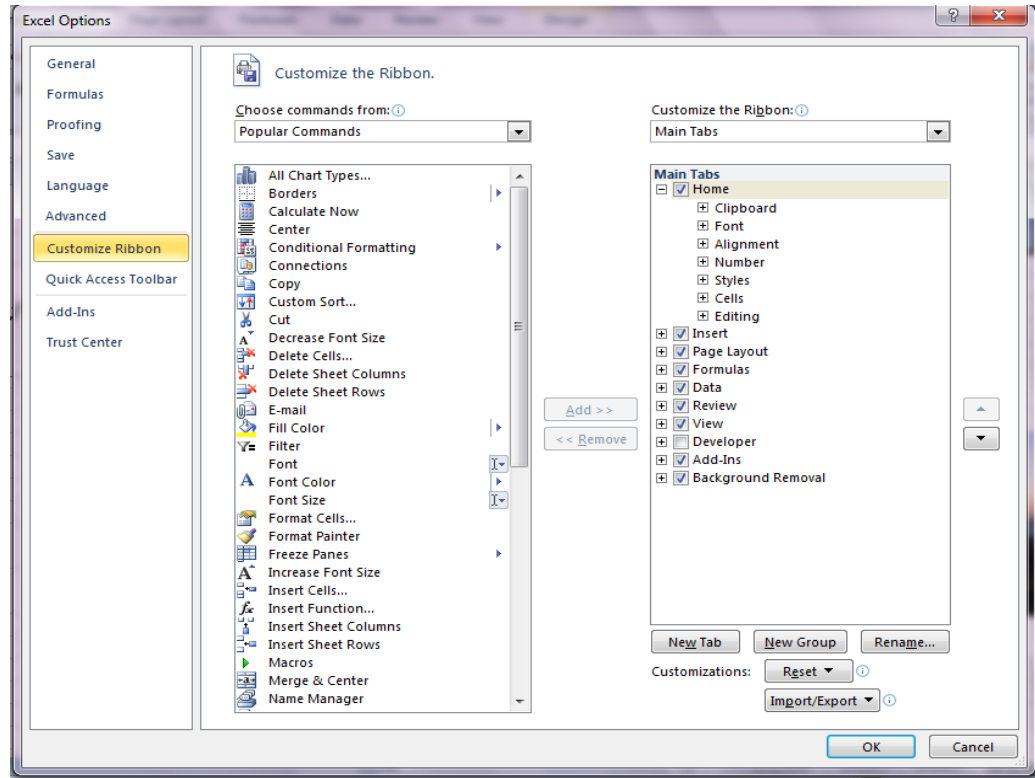 Excel Options
General
Formulas
Proofing
Save
Language
Advanced
Customize Ribbon
Quick Access Toolbar
Add-Ins
Trust Center
Customize the Ribbon.
Choose commands from:
Popular Commands
All Chart Types...
Borders
Calculate Now
Center
Conditional Formatting
Connections
Copy
Custom Sort...
Cut
Decrease Font Size
Delete Cells...
Delete Sheet Columns
Delete Sheet Rows
E-mail
Fill Color
Filter
Font
Font Color
Font Size
Format Cells...
Format Painter
Freeze Panes
Increase Font Size
Insert Cells...
Insert Function...
Insert Sheet Columns
Insert Sheet Rows
Macros
Merge & Center
Name Manager
Add >>
<< Remove
Customize the Ribbon:
Main Tabs
Main Tabs
Home
Clipboard
Font
Alignment
Number
Styles
Cells
Editing
Insert
Page Layout
Formulas
Data
Review
View
Developer
Add-Ins
Background Removal
New Tab
New Group
Rename...
Customizations:
Reset
Import/Export
OK
Cancel